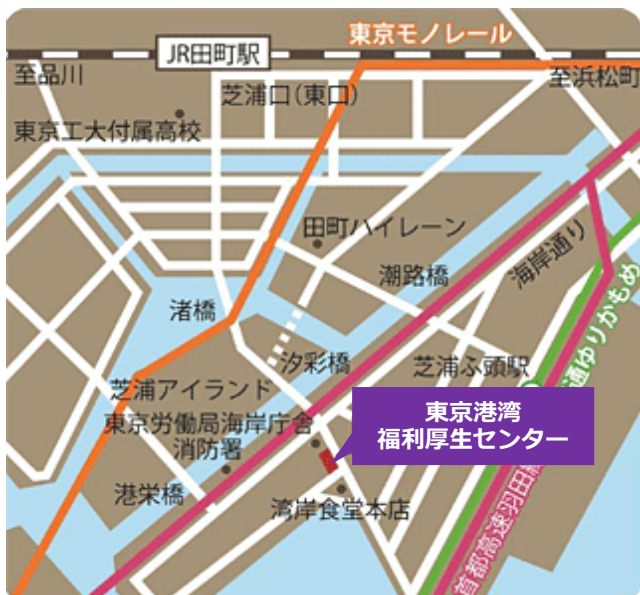 東京モノレール
JR田町駅
至品川
至浜松町
芝浦口(東口)
東京工大付属高校
田町ハイレーン
海岸通り
潮路橋
渚橋
汐彩橋
芝浦ふ頭駅
通ゆりかもめ
芝浦アイランド
東京労働局海岸庁舎
消防署
東京港湾
福利厚生センター
港栄橋
湾岸食堂本店
首都高速羽田